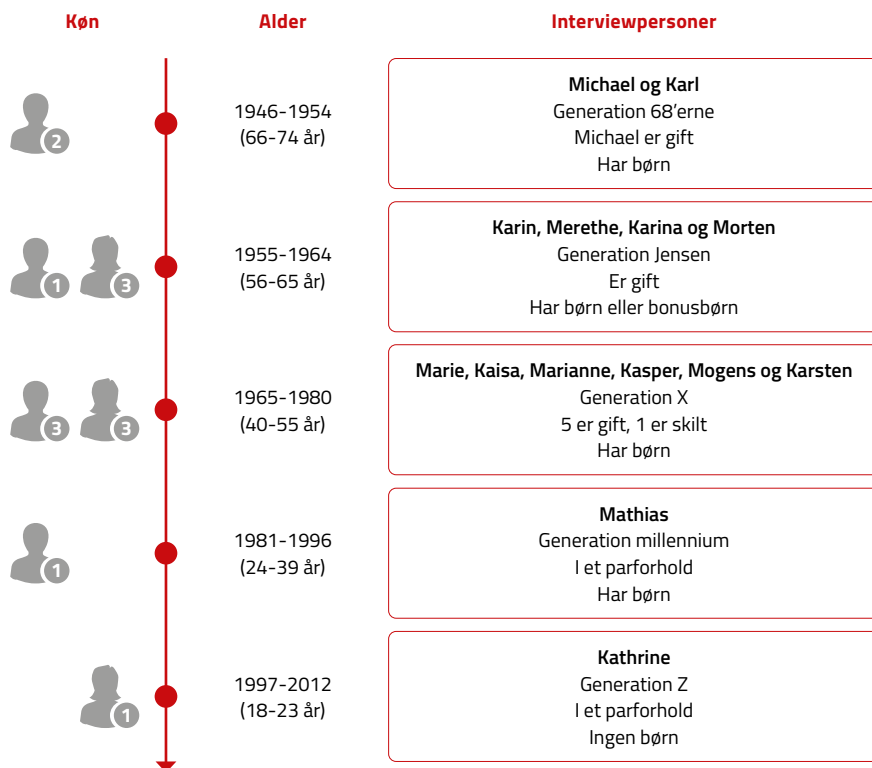 Køn Alder Interviewpersoner
2
1946-1954
(66-74 år)
Michael og Karl
Generation 68’erne
Michael er gift
Har børn
1 3
1955-1964
(56-65 år)
Karin, Merethe, Karina og Morten
Generation Jensen
Er gift
Har børn eller bonusbørn
3 3
1965-1980
(40-55 år)
Marie, Kaisa, Marianne, Kasper, Mogens og Karsten
Generation X
5 er gift, 1 er skilt
Har børn
1
1981-1996
(24-39 år)
Mathias
Generation millennium
I et parforhold
Har børn
1
1997-2012
(18-23 år)
Kathrine
Generation Z
I et parforhold
Ingen børn